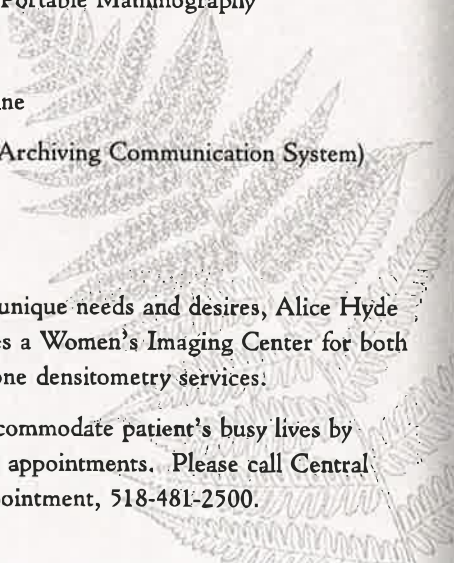 Portable Mammography
ne
Archiving Communication System)
unique needs and desires, Alice Hyde
s a Women's Imaging Center for both
one densitometry services.
commodate patient's busy lives by
appointments. Please call Central
ointment, 518-481-2500.